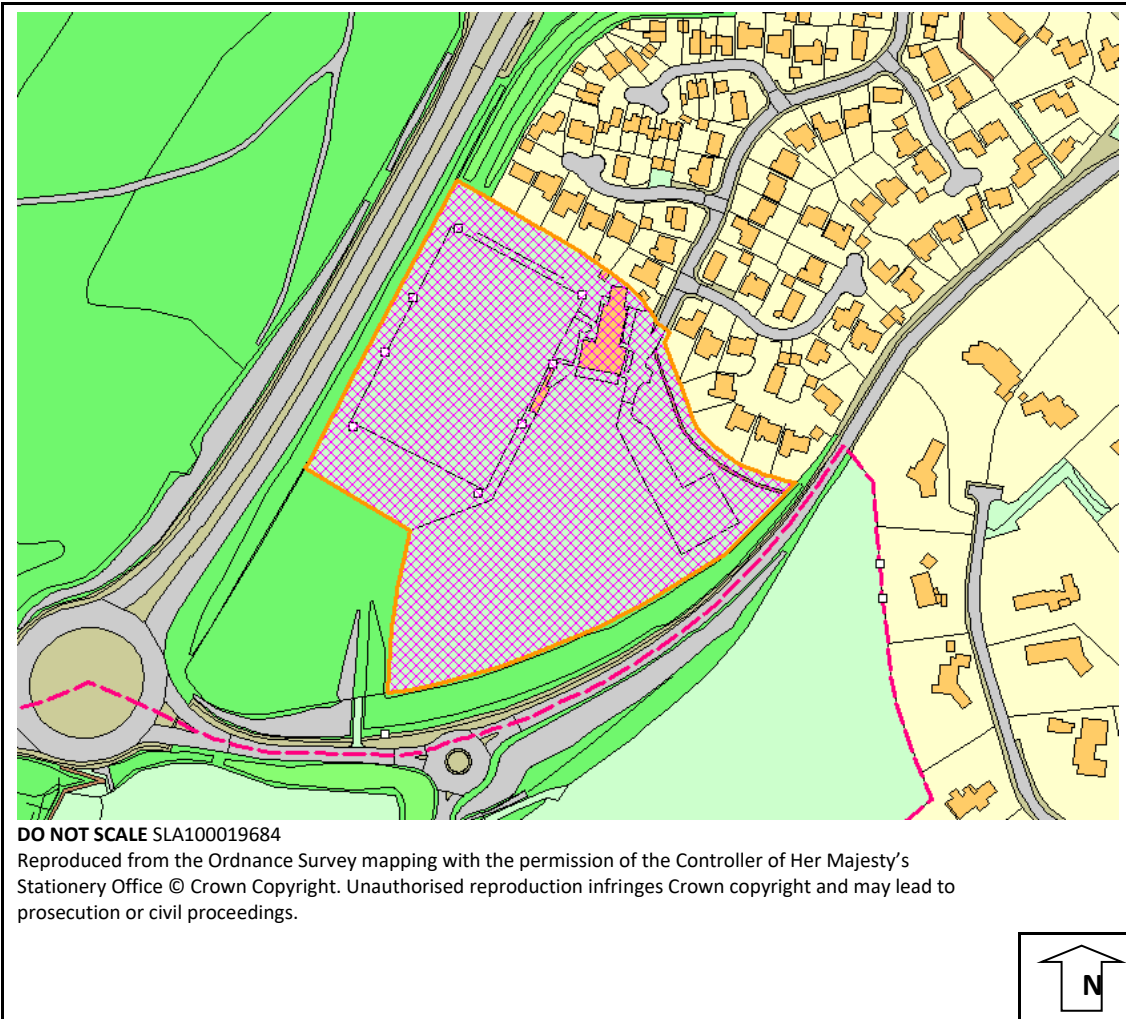 DO NOT SCALE SLA100019684
Reproduced from the Ordnance Survey mapping with the permission of the Controller of Her Majesty's
Stationery Office © Crown Copyright. Unauthorised reproduction infringes Crown copyright and may lead to
prosecution or civil proceedings.
N